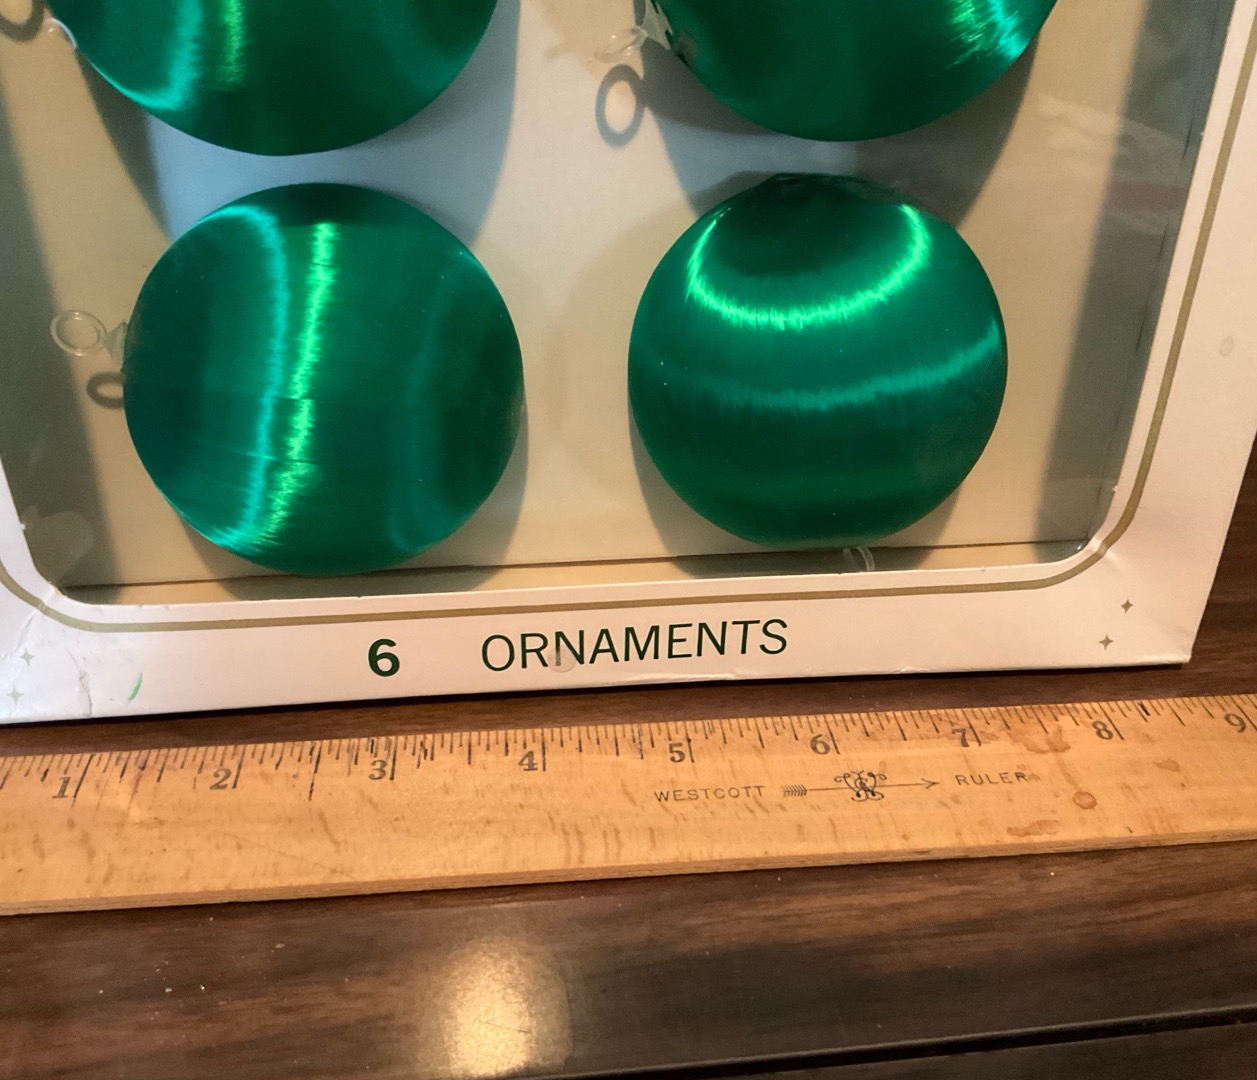 6 ORNAMENTS
1 2 3 4 5 6 7 8 9
WESTCOTT RULER